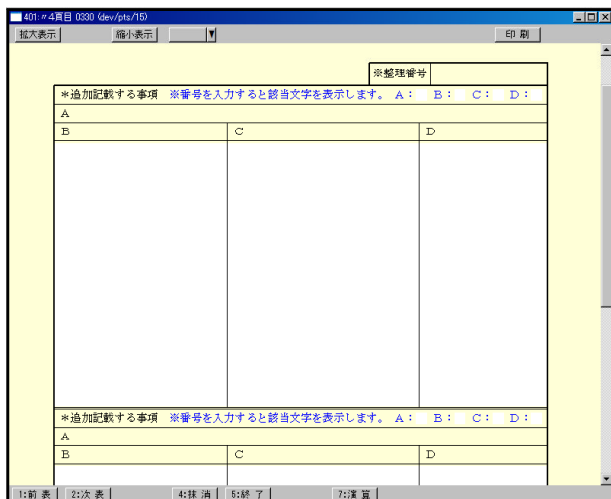 401:〃4頁目 0330 (dev/pts/15)
拡大表示 縮小表示 印刷
※整理番号
*追加記載する事項 ※番号を入力すると該当文字を表示します。 A: B: C: D:
A
B C D
*追加記載する事項 ※番号を入力すると該当文字を表示します。 A: B: C: D:
A
B C D
1:前 表 2:次 表 4:抹 消 5:終 了 7:演 算